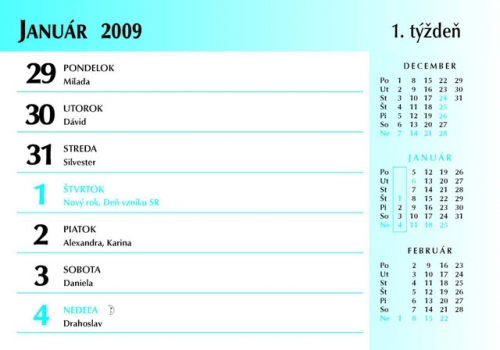 JANUÁR 2009
1. týždeň
29 PONDELOK
Milada
30 UTOROK
Dávid
31 STREDA
Silvester
1 ŠTVRTOK
Nový rok, Deň vzniku SR
2 PIATOK
Alexandra, Karina
3 SOBOTA
Daniela
4 NEDEĽA
Drahoslav
DECEMBER
Po 1 8 15 22 29
Ut 2 9 16 23 30
St 3 10 17 24 31
Št 4 11 18 25
Pi 5 12 19 26
So 6 13 20 27
Ne 7 14 21 28
JANUÁR
Po 5 12 19 26
Ut 6 13 20 27
St 7 14 21 28
Št 1 8 15 22 29
Pi 2 9 16 23 30
So 3 10 17 24 31
Ne 4 11 18 25
FEBRUÁR
Po 2 9 16 23
Ut 3 10 17 24
St 4 11 18 25
Št 5 12 19 26
Pi 6 13 20 27
So 7 14 21 28
Ne 1 8 15 22